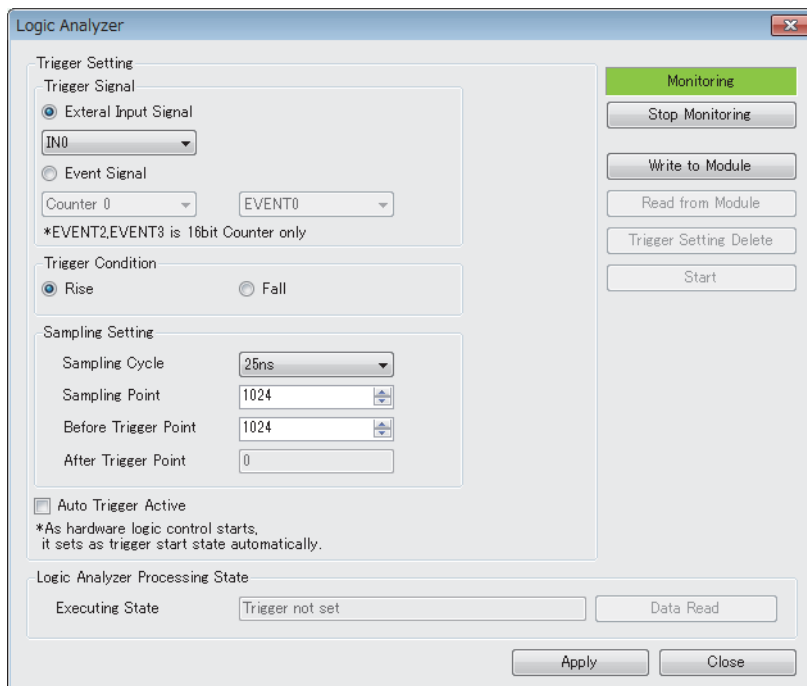 Logic Analyzer
Trigger Setting
Trigger Signal
Exteral Input Signal
IN0
Event Signal
Counter 0 EVENT0
*EVENT2,EVENT3 is 16bit Counter only
Trigger Condition
Rise Fall
Sampling Setting
Sampling Cycle 25ns
Sampling Point 1024
Before Trigger Point 1024
After Trigger Point 0
Auto Trigger Active
*As hardware logic control starts,
it sets as trigger start state automatically.
Monitoring
Stop Monitoring
Write to Module
Read from Module
Trigger Setting Delete
Start
Logic Analyzer Processing State
Executing State Trigger not set Data Read
Apply Close